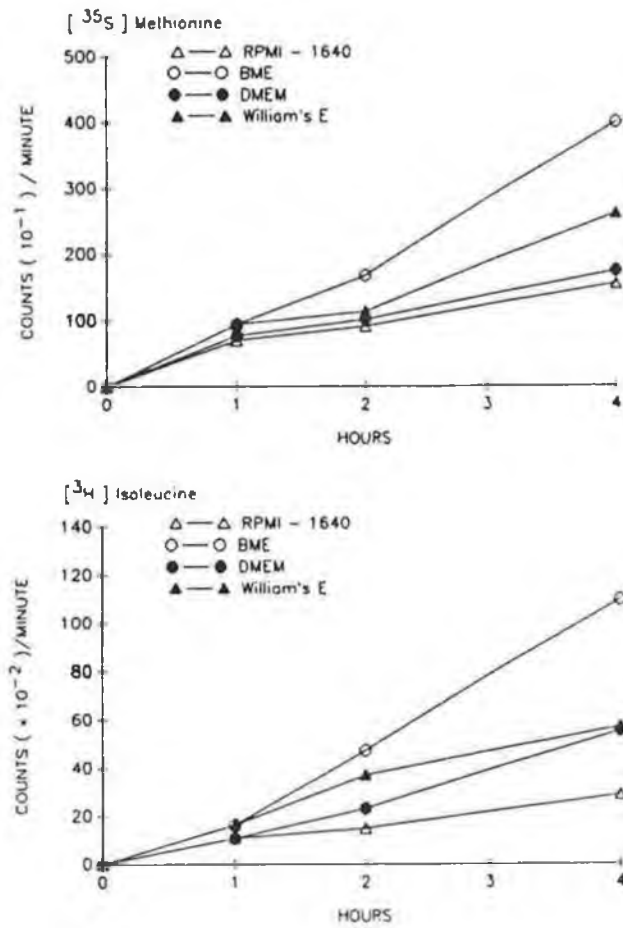 [ ³⁵S ] Methionine
△—△ RPMI - 1640
○—○ BME
●—● DMEM
▲—▲ William's E
COUNTS ( 10⁻¹ ) / MINUTE
500
400
300
200
100
0
0 1 2 3 4
HOURS
[ ³H ] Isoleucine
△—△ RPMI - 1640
○—○ BME
●—● DMEM
▲—▲ William's E
COUNTS ( × 10⁻² )/MINUTE
140
120
100
80
60
40
20
0
0 1 2 3 4
HOURS